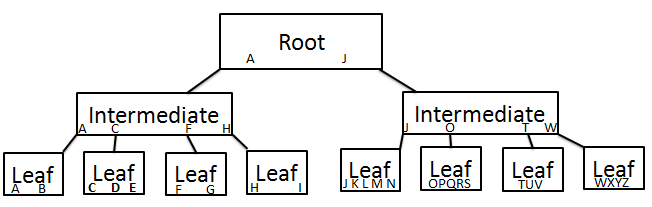 Root
A J
Intermediate Intermediate
A C F H J O T W
Leaf Leaf Leaf Leaf Leaf Leaf Leaf Leaf
A B C D E F G H I J K L M N OPQRS TUV WXYZ